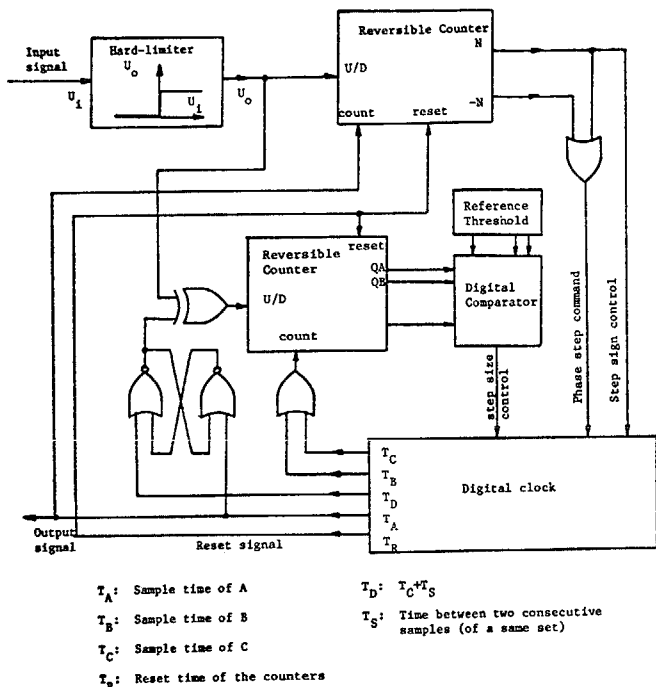 Input signal
U_i
Hard-limiter
U_o
U_i
U_o
Reversible Counter
N
U/D
-N
count
reset
Reference Threshold
reset
Reversible Counter
QA
QB
U/D
count
Digital Comparator
step size control
Phase step command
Step sign control
T_C
T_B
T_D
T_A
T_R
Digital clock
Output signal
Reset signal
T_A: Sample time of A
T_B: Sample time of B
T_C: Sample time of C
T_R: Reset time of the counters
T_D: T_C+T_S
T_S: Time between two consecutive
samples (of a same set)